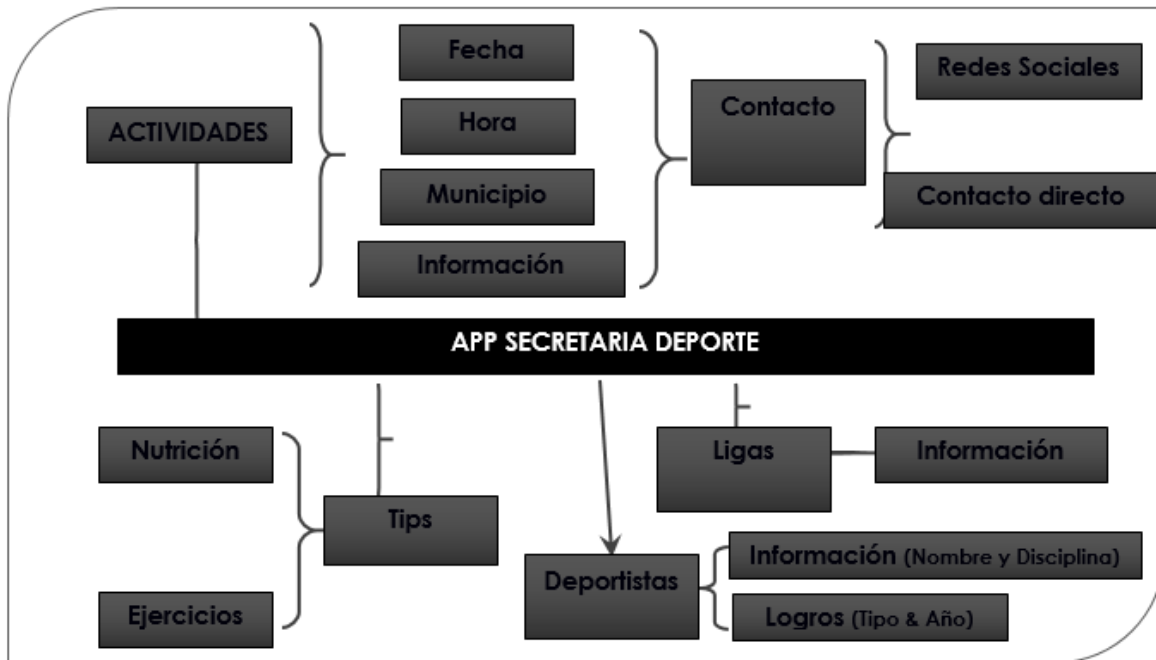 Fecha
Redes Sociales
Contacto
Hora
ACTIVIDADES
Municipio
Contacto directo
Información
APP SECRETARIA DEPORTE
Nutrición
Ligas
Información
Tips
Información (Nombre y Disciplina)
Deportistas
Ejercicios
Logros (Tipo & Año)